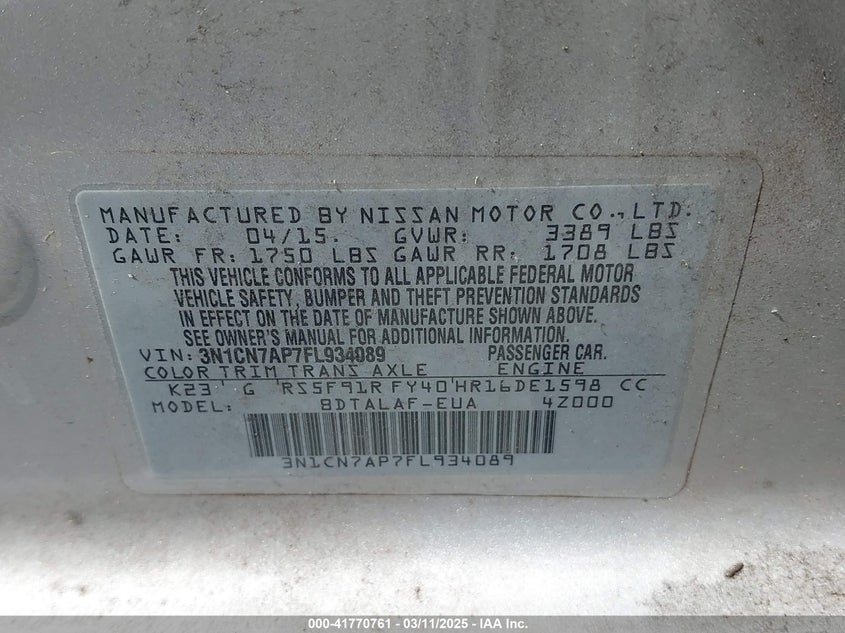 MANUFACTURED BY NISSAN MOTOR CO., LTD.
DATE: 04/15. GVWR: 3389 LBS
GAWR FR: 1750 LBS GAWR RR: 1708 LBS
THIS VEHICLE CONFORMS TO ALL APPLICABLE FEDERAL MOTOR
VEHICLE SAFETY, BUMPER AND THEFT PREVENTION STANDARDS
IN EFFECT ON THE DATE OF MANUFACTURE SHOWN ABOVE.
SEE OWNER'S MANUAL FOR ADDITIONAL INFORMATION.
VIN: 3N1CN7AP7FL934089 PASSENGER CAR.
COLOR TRIM TRANS AXLE ENGINE
K23' G 'RS5F91R FY40'HR16DE1598 CC
MODEL: BDTALAF-EUA 4Z000
3N1CN7AP7FL934089
000-41770761 - 03/11/2025 - IAA Inc.